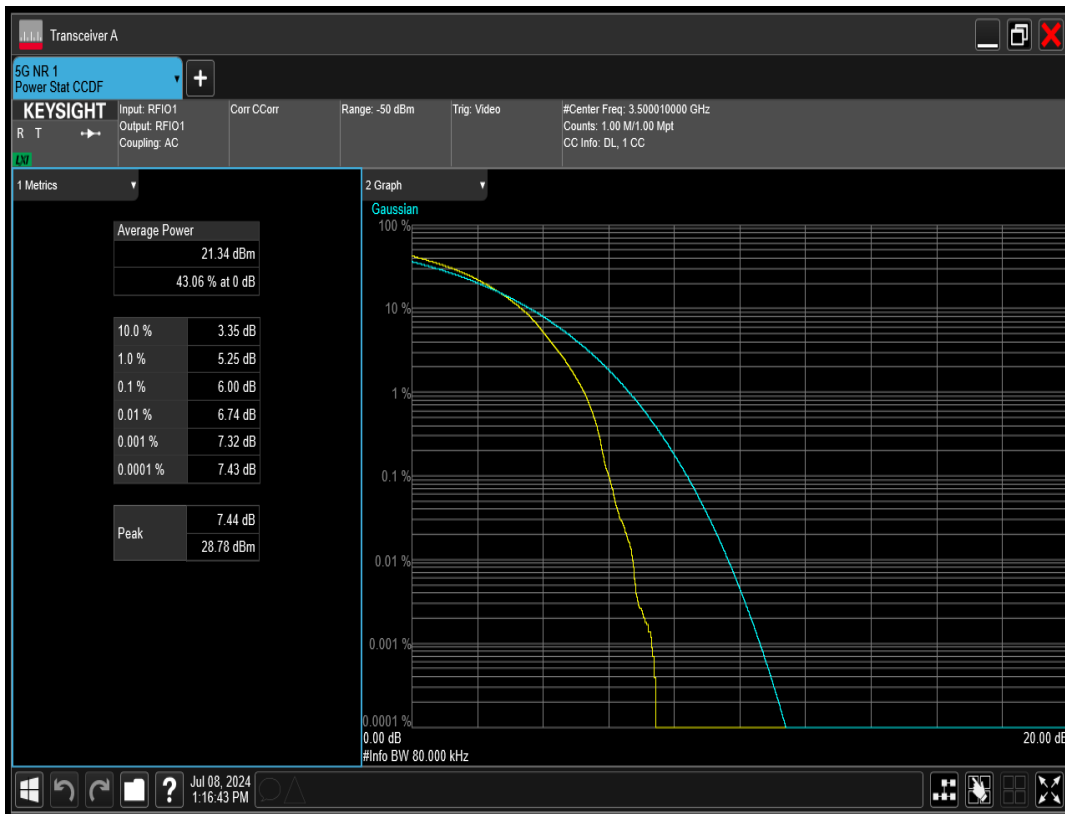 Transceiver A
5G NR 1
Power Stat CCDF
+
KEYSIGHT
R T
LXI
Input: RFIO1
Output: RFIO1
Coupling: AC
Corr CCorr
Range: -50 dBm
Trig: Video
#Center Freq: 3.500010000 GHz
Counts: 1.00 M/1.00 Mpt
CC Info: DL, 1 CC
1 Metrics
Average Power
21.34 dBm
43.06 % at 0 dB
10.0 % 3.35 dB
1.0 % 5.25 dB
0.1 % 6.00 dB
0.01 % 6.74 dB
0.001 % 7.32 dB
0.0001 % 7.43 dB
Peak
7.44 dB
28.78 dBm
2 Graph
Gaussian
100 %
10 %
1 %
0.1 %
0.01 %
0.001 %
0.0001 %
0.00 dB
20.00 dB
#Info BW 80.000 kHz
?
Jul 08, 2024
1:16:43 PM